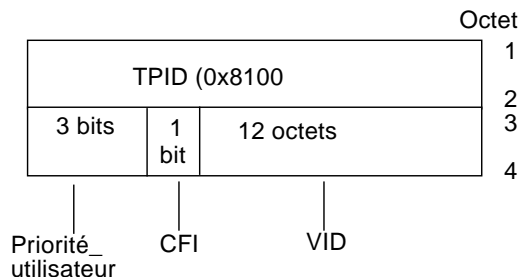 Octet
1
TPID (0x8100
2
3 bits
1
bit
12 octets
3
4
Priorité_
utilisateur
CFI
VID